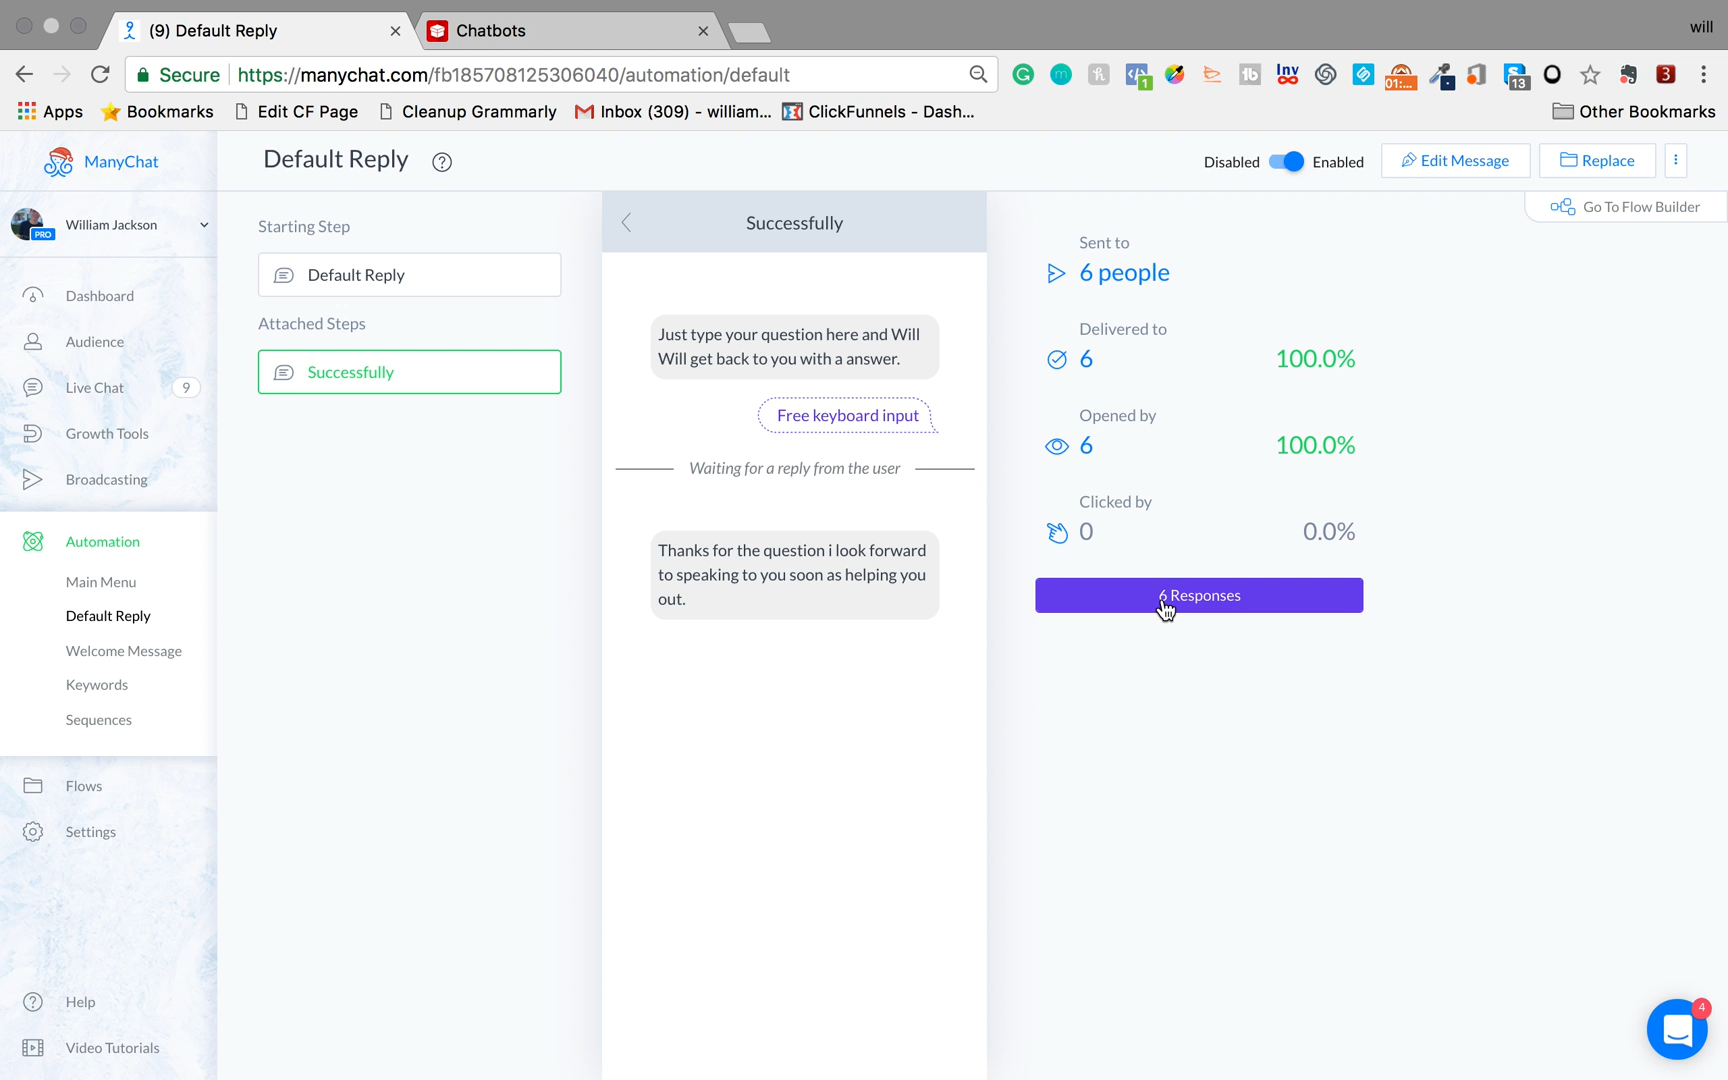 (9) Default Reply
Chatbots
will
Secure
https://manychat.com/fb185708125306040/automation/default
1
Inv
01:...
13
3
Apps
Bookmarks
Edit CF Page
Cleanup Grammarly
Inbox (309) - william...
ClickFunnels - Dash...
Other Bookmarks
ManyChat
Default Reply
Disabled
Enabled
Edit Message
Replace
Go To Flow Builder
PRO
William Jackson
Dashboard
Audience
Live Chat
9
Growth Tools
Broadcasting
Automation
Main Menu
Default Reply
Welcome Message
Keywords
Sequences
Flows
Settings
Help
Video Tutorials
Starting Step
Default Reply
Attached Steps
Successfully
Successfully
Just type your question here and Will
Will get back to you with a answer.
Free keyboard input
Waiting for a reply from the user
Thanks for the question i look forward
to speaking to you soon as helping you
out.
Sent to
6 people
Delivered to
6
100.0%
Opened by
6
100.0%
Clicked by
0
0.0%
6 Responses
4